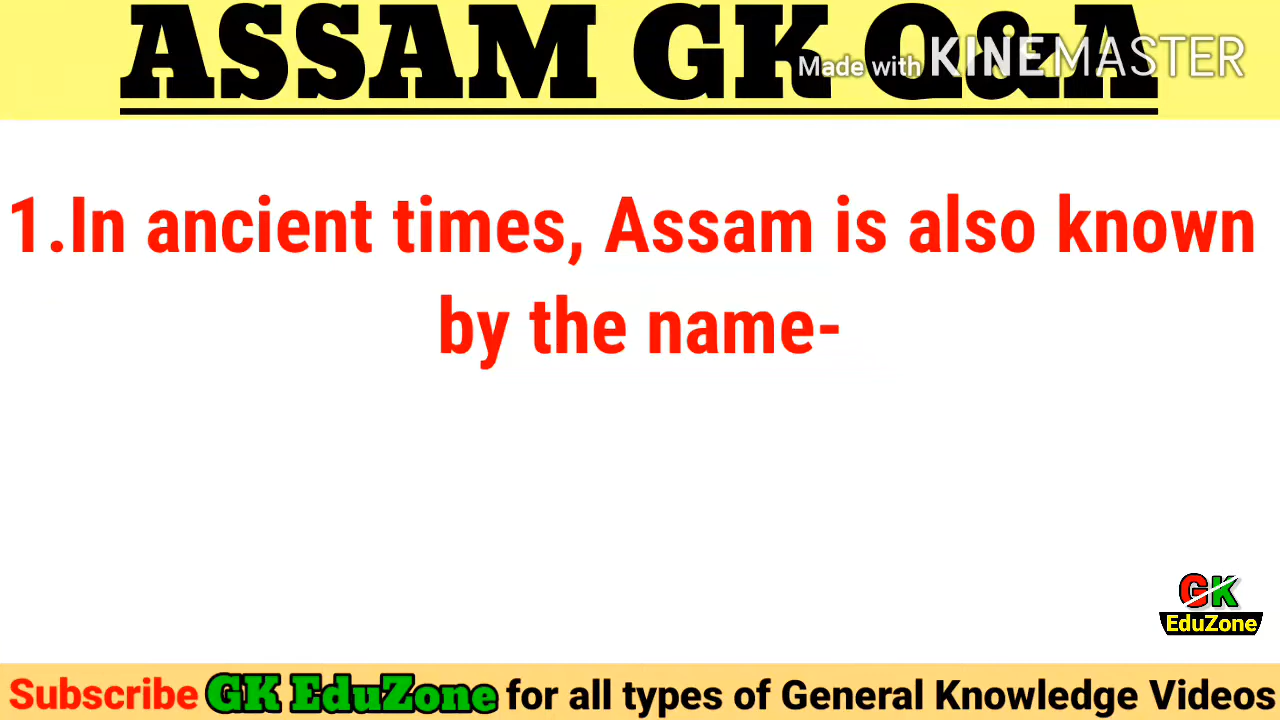 ASSAM GK Q&A
Made with KINEMASTER
1.In ancient times, Assam is also known
by the name-
GK
EduZone
Subscribe GK EduZone for all types of General Knowledge Videos